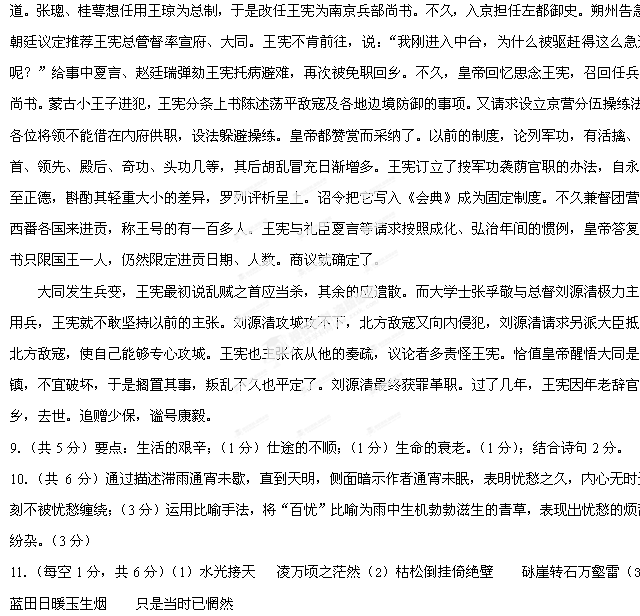 道。张璁、桂萼想任用王琼为总制，于是改任王宪为南京兵部尚书。不久，入京担任左都御史。朔州告急
朝廷议定推荐王宪总管督率宣府、大同。王宪不肯前往，说：“我刚进入中台，为什么被驱赶得这么急
呢？”给事中夏言、赵廷瑞弹劾王宪托病避难，再次被免职回乡。不久，皇帝回忆思念王宪，召回任兵
尚书。蒙古小王子进犯，王宪分条上书陈述荡平敌寇及各地边境防御的事项。又请求设立京营分伍操练法
各位将领不能借在内府供职，设法躲避操练。皇帝都赞赏而采纳了。以前的制度，论列军功，有活擒、
首、领先、殿后、奇功、头功几等，其后胡乱冒充日渐增多。王宪订立了按军功袭荫官职的办法，自永
至正德，斟酌其轻重大小的差异，罗列评析呈上。诏令把它写入《会典》成为固定制度。不久兼督团营
西番各国来进贡，称王号的有一百多人。王宪与礼臣夏言等请求按照成化、弘治年间的惯例，皇帝答复
书只限国王一人，仍然限定进贡日期、人数。商议就确定了。
大同发生兵变，王宪最初说乱贼之首应当杀，其余的应遣散。而大学士张孚敬与总督刘源清极力主
用兵，王宪就不敢坚持以前的主张。刘源清攻城攻不下，北方敌寇又向内侵犯，刘源清请求另派大臣抵
北方敌寇，使自己能够专心攻城。王宪也主张依从他的奏疏，议论者多责怪王宪。恰值皇帝醒悟大同是
镇，不宜破坏，于是搁置其事，叛乱不久也平定了。刘源清最终获罪革职。过了几年，王宪因年老辞官
乡，去世。追赠少保，谥号康毅。
9.（共 5 分）要点：生活的艰辛；（1 分）仕途的不顺；（1 分）生命的衰老。（1 分）；结合诗句 2 分。
10.（共 6 分）通过描述滞雨通宵未歇，直到天明，侧面暗示作者通宵未眠，表明忧愁之久，内心无时
刻不被忧愁缠绕；（3 分）运用比喻手法，将“百忧”比喻为雨中生机勃勃滋生的青草，表现出忧愁的烦
纷杂。（3 分）
11.（每空 1 分，共 6 分）（1）水光接天 凌万顷之茫然（2）枯松倒挂倚绝壁 砯崖转石万壑雷（3
蓝田日暖玉生烟 只是当时已惘然